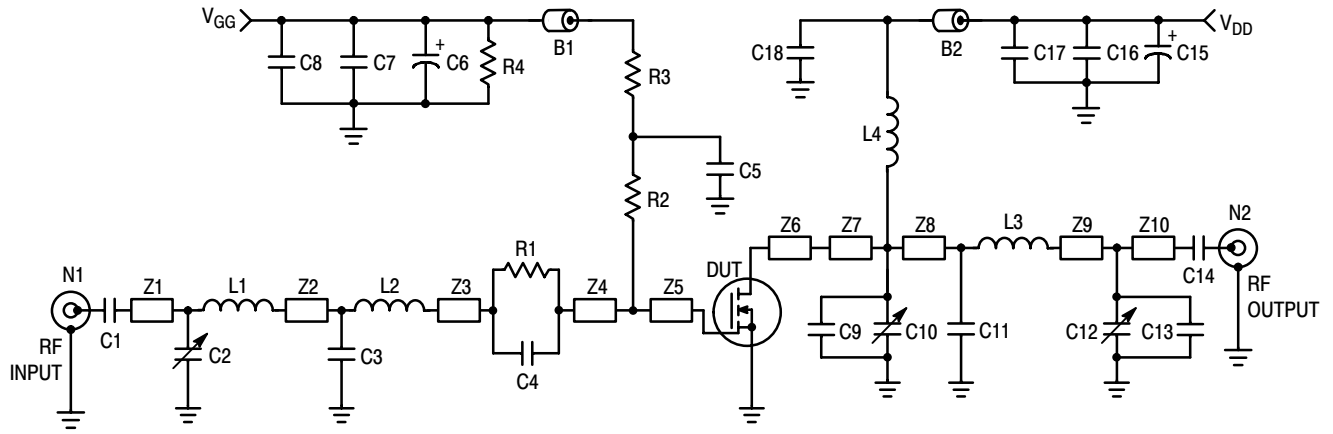 VGG
C8
C7
+
C6
R4
B1
R3
C5
R2
C18
B2
C17
C16
+
C15
VDD
L4
N1
RF
INPUT
C1
Z1
C2
L1
Z2
C3
L2
Z3
R1
C4
Z4
Z5
DUT
Z6
Z7
Z8
C9
C10
C11
L3
Z9
Z10
C12
C13
C14
N2
RF
OUTPUT